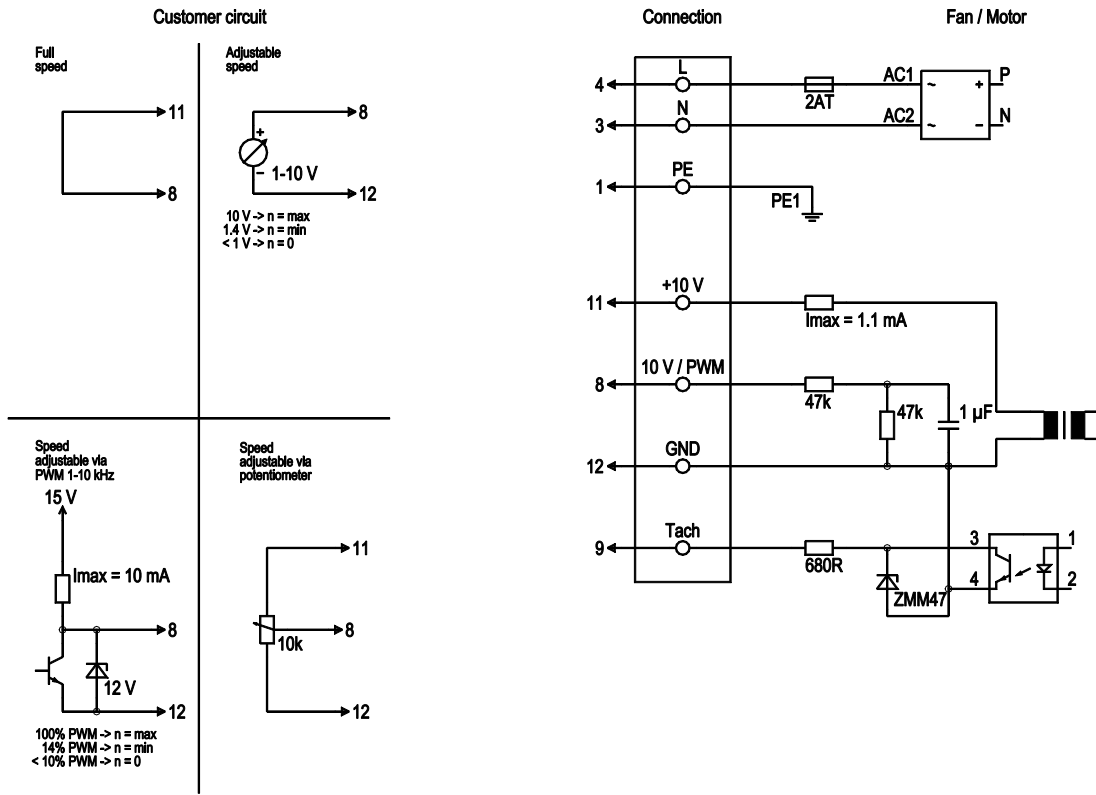 Customer circuit
Connection
Fan / Motor
Full
speed
11
8
Adjustable
speed
8
+
−
1-10 V
12
10 V -> n = max
1.4 V -> n = min
< 1 V -> n = 0
Speed
adjustable via
PWM 1-10 kHz
15 V
Imax = 10 mA
8
12 V
12
100% PWM -> n = max
14% PWM -> n = min
< 10% PWM -> n = 0
Speed
adjustable via
potentiometer
11
8
10k
12
4
L
2AT
AC1
~
+
P
3
N
AC2
~
−
N
1
PE
PE1
11
+10 V
Imax = 1.1 mA
8
10 V / PWM
47k
47k
1 µF
12
GND
9
Tach
680R
ZMM47
3
4
1
2